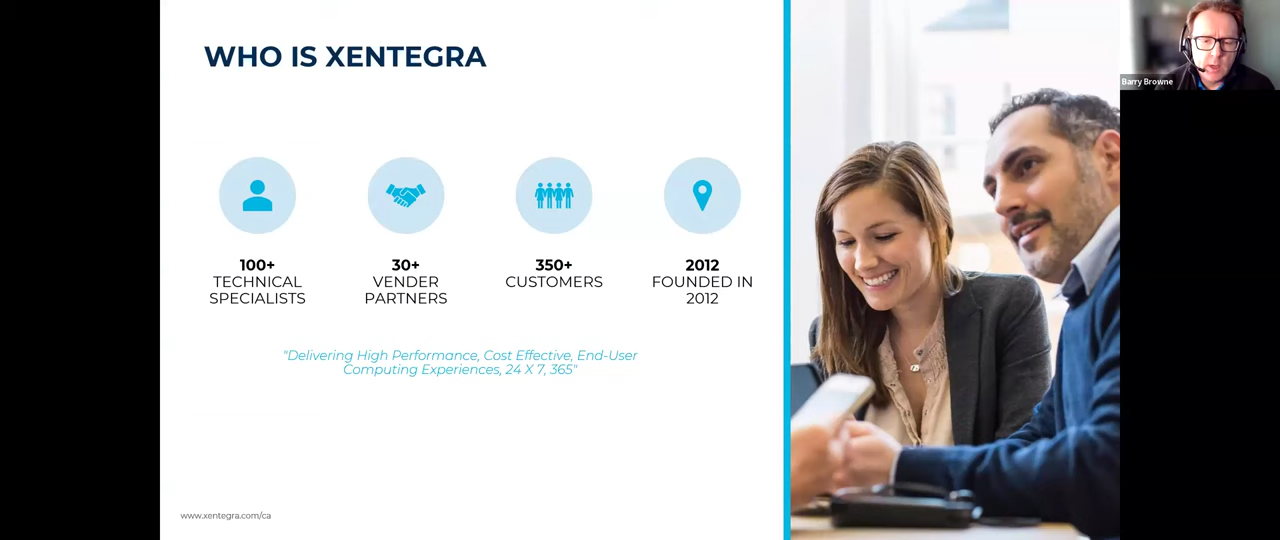 WHO IS XENTEGRA
Barry Browne
100+
TECHNICAL
SPECIALISTS
30+
VENDER
PARTNERS
350+
CUSTOMERS
2012
FOUNDED IN
2012
"Delivering High Performance, Cost Effective, End-User
Computing Experiences, 24 X 7, 365"
www.xentegra.com/ca